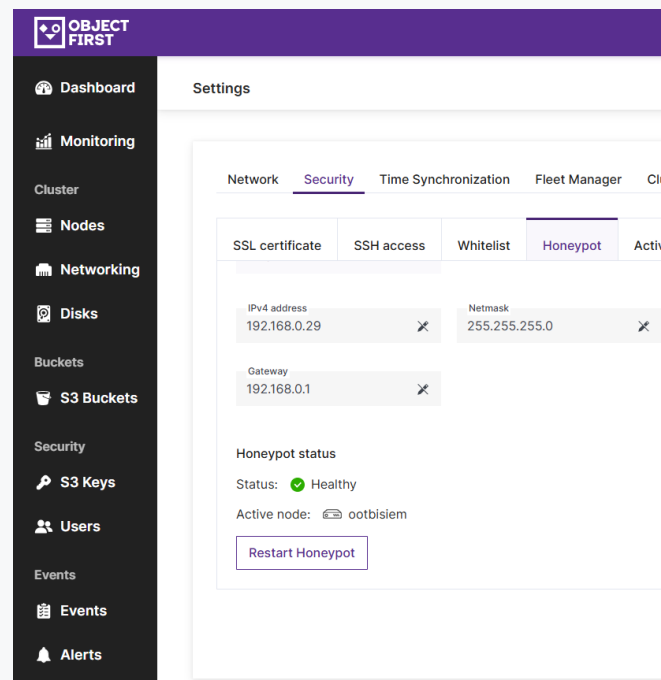 OBJECT
FIRST
Dashboard
Monitoring
Cluster
Nodes
Networking
Disks
Buckets
S3 Buckets
Security
S3 Keys
Users
Events
Events
Alerts
Settings
Network Security Time Synchronization Fleet Manager
SSL certificate SSH access Whitelist Honeypot
IPv4 address
192.168.0.29
Netmask
255.255.255.0
Gateway
192.168.0.1
Honeypot status
Status: Healthy
Active node: ootbisiem
Restart Honeypot